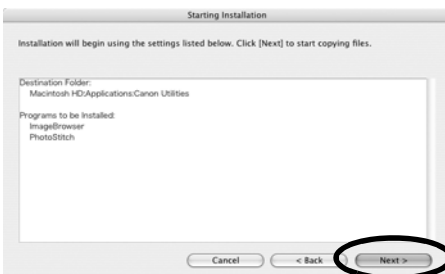 Starting Installation
Installation will begin using the settings listed below. Click [Next] to start copying files.
Destination Folder:
Macintosh HD:Applications:Canon Utilities
Programs to be Installed:
ImageBrowser
PhotoStitch
Cancel
< Back
Next >